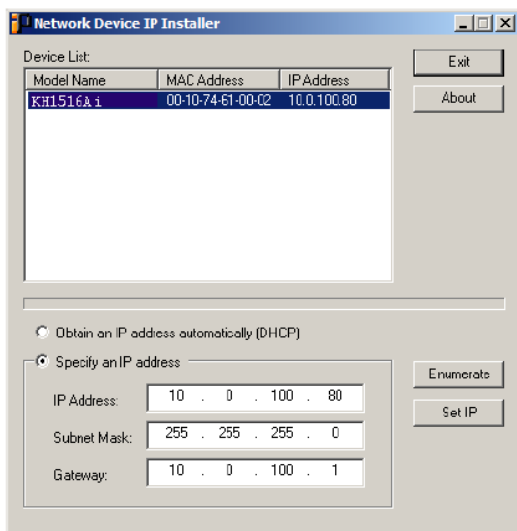 Network Device IP Installer
Device List:
Exit
Model Name MAC Address IP Address
KH1516Ai 00-10-74-61-00-02 10.0.100.80
About
Obtain an IP address automatically (DHCP)
Specify an IP address
Enumerate
IP Address: 10 . 0 . 100 . 80
Set IP
Subnet Mask: 255 . 255 . 255 . 0
Gateway: 10 . 0 . 100 . 1